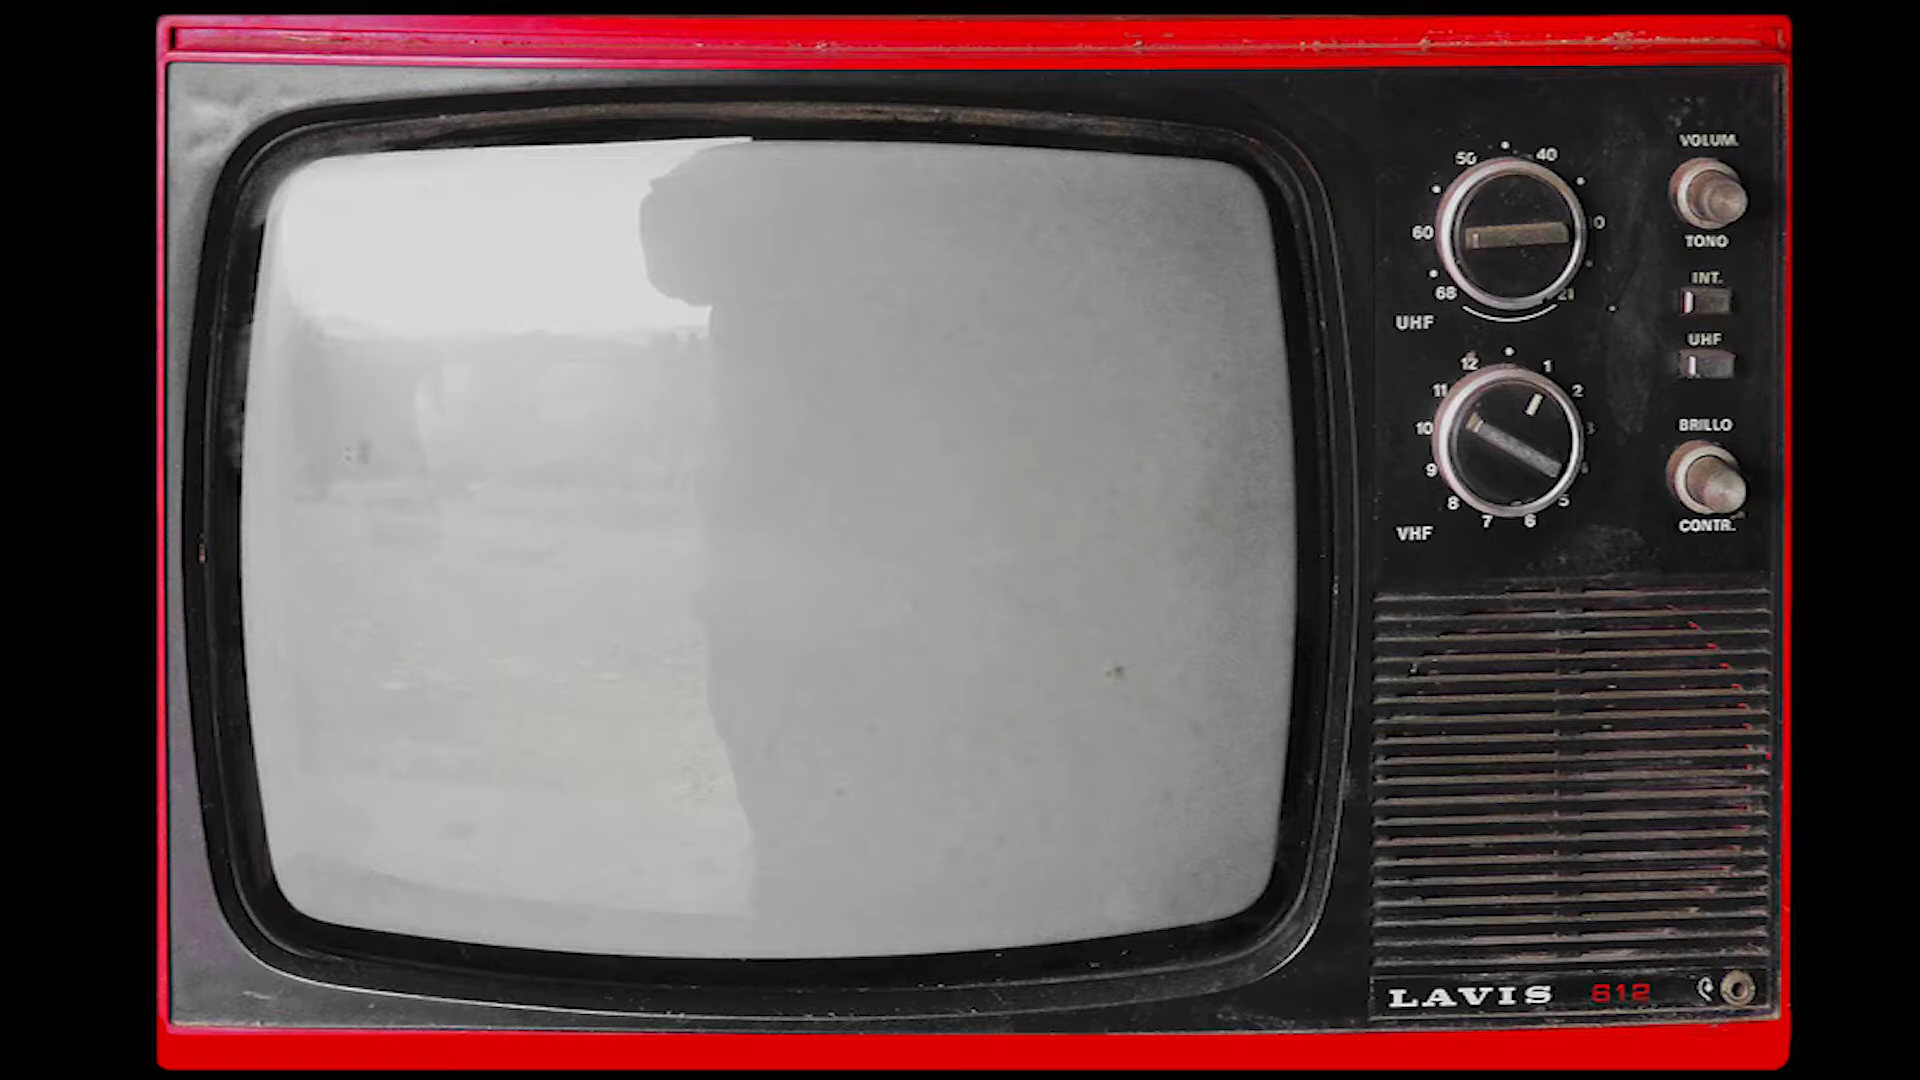 VOLUM.
50 40
60 0
TONO
INT.
68 21
UHF
UHF
12 1
11 2
10 3
BRILLO
9 4
8 5
7 6
CONTR.
VHF
LAVIS 612